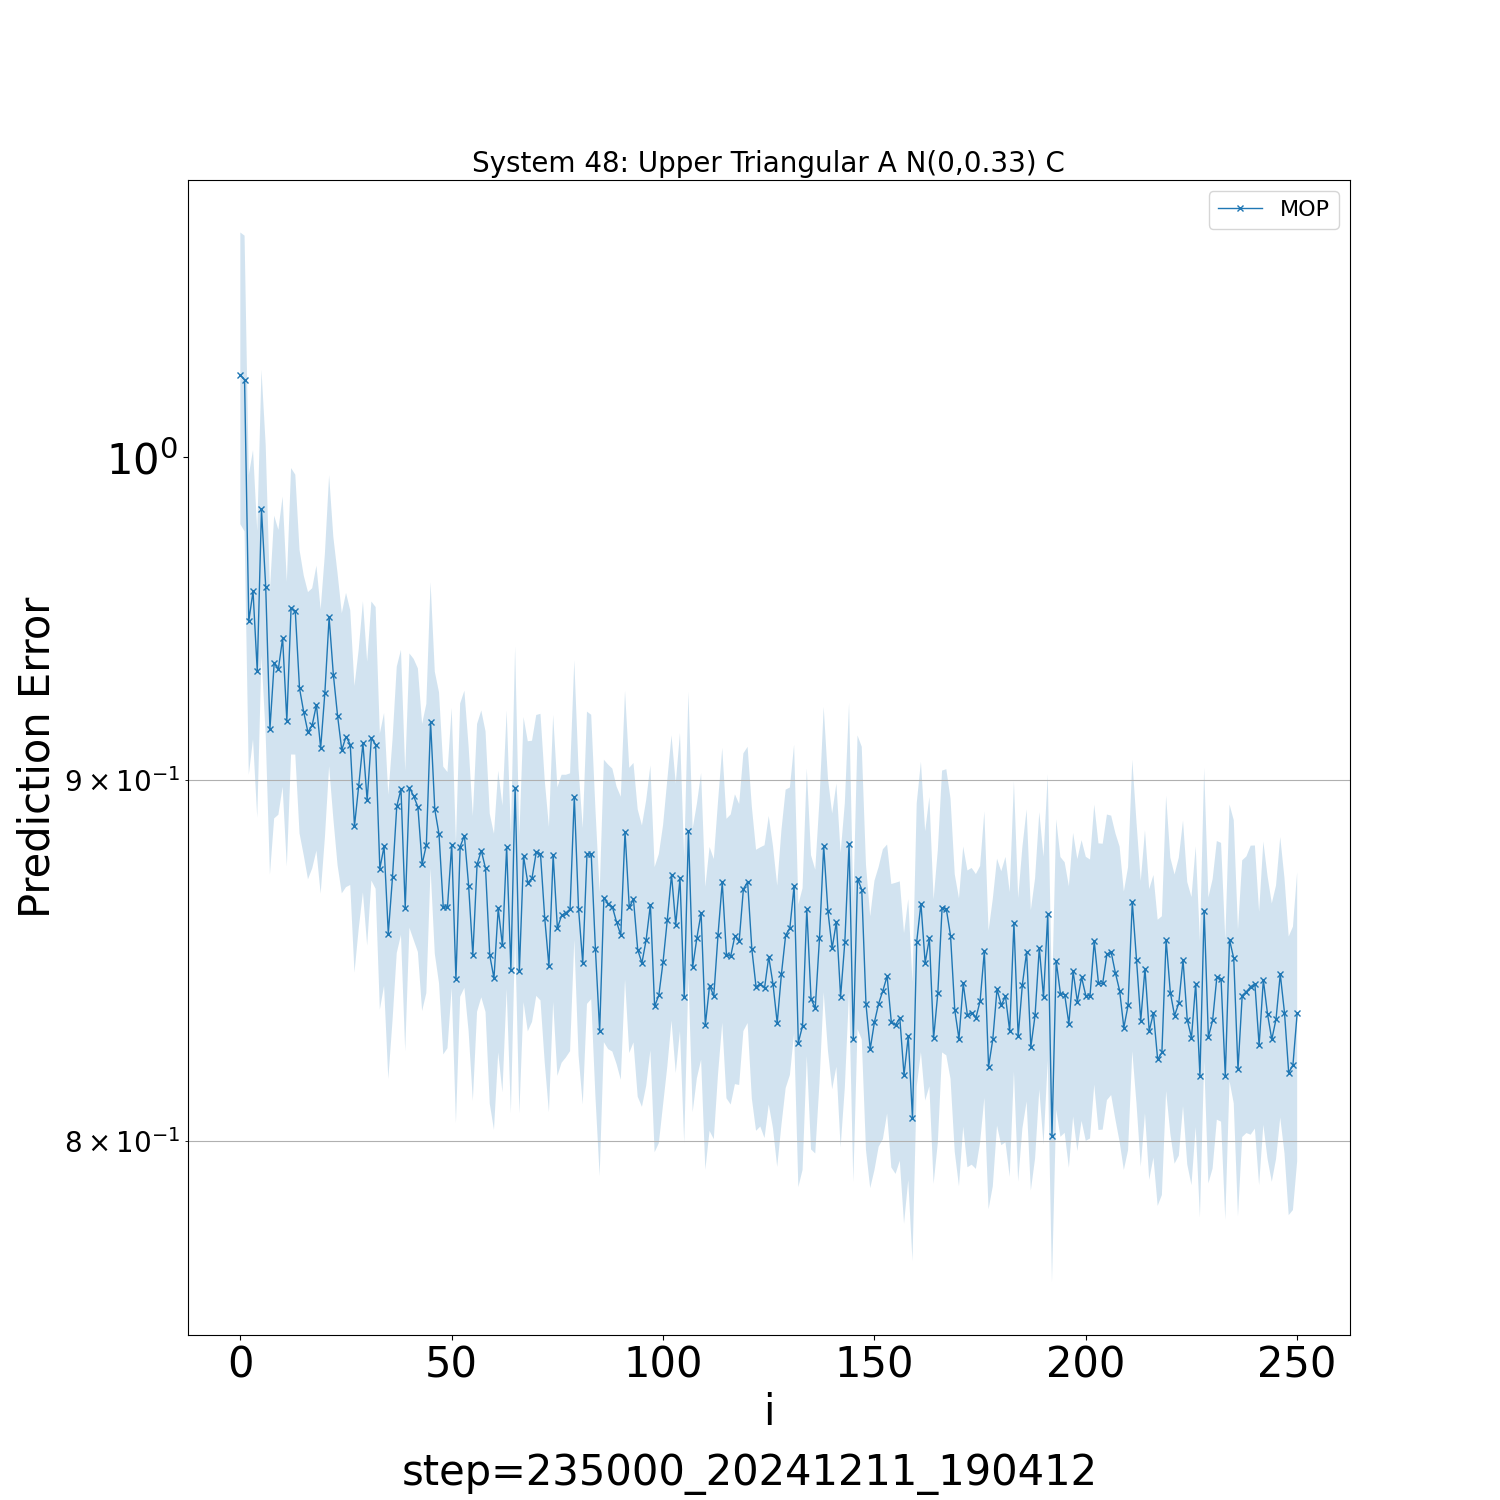 System 48: Upper Triangular A N(0,0.33) C
MOP
10⁰
9 × 10⁻¹
8 × 10⁻¹
Prediction Error
0 50 100 150 200 250
i
step=235000_20241211_190412